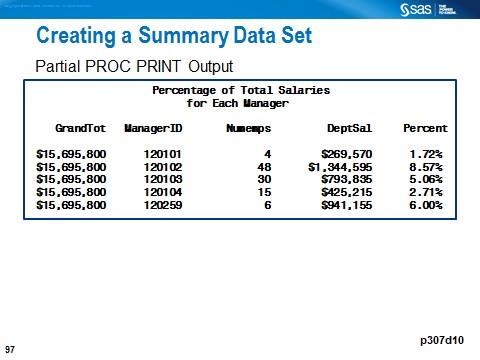 sas THE POWER TO KNOW.
Creating a Summary Data Set
Partial PROC PRINT Output
Percentage of Total Salaries
for Each Manager
GrandTot ManagerID Numemps DeptSal Percent
$15,695,800 120101 4 $269,570 1.72%
$15,695,800 120102 48 $1,344,595 8.57%
$15,695,800 120103 30 $793,835 5.06%
$15,695,800 120104 15 $425,215 2.71%
$15,695,800 120259 6 $941,155 6.00%
p307d10
97